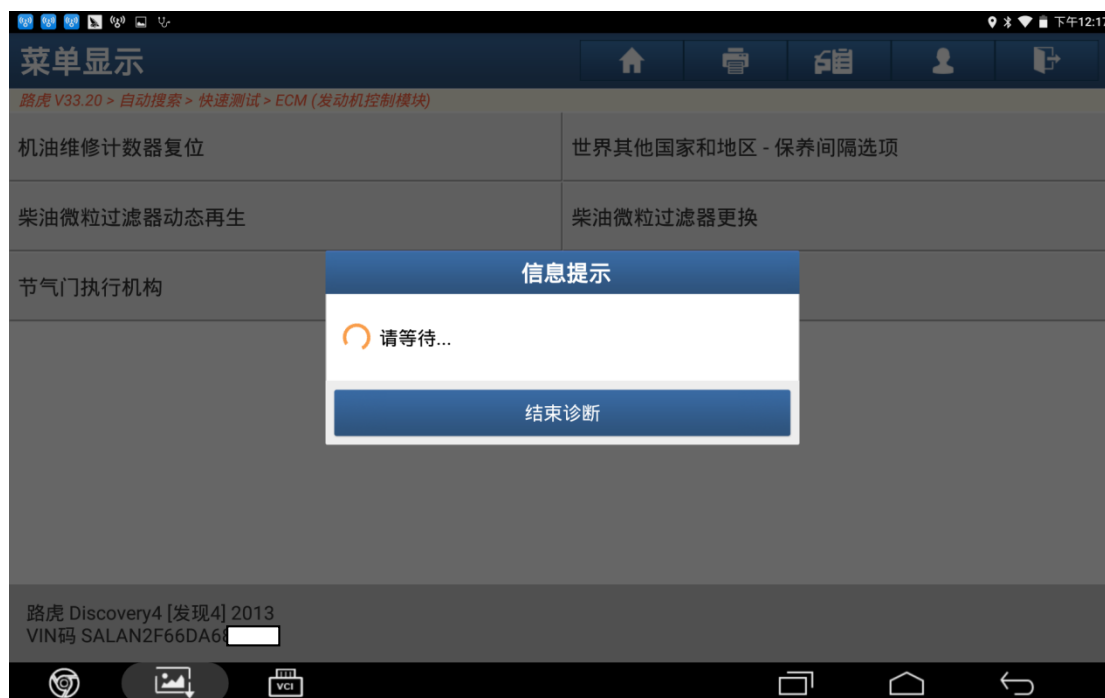 下午12:17
菜单显示
路虎 V33.20 > 自动搜索 > 快速测试 > ECM (发动机控制模块)
机油维修计数器复位
世界其他国家和地区 - 保养间隔选项
柴油微粒过滤器动态再生
柴油微粒过滤器更换
节气门执行机构
信息提示
请等待...
结束诊断
路虎 Discovery4 [发现4] 2013
VIN码 SALAN2F66DA6
VCI